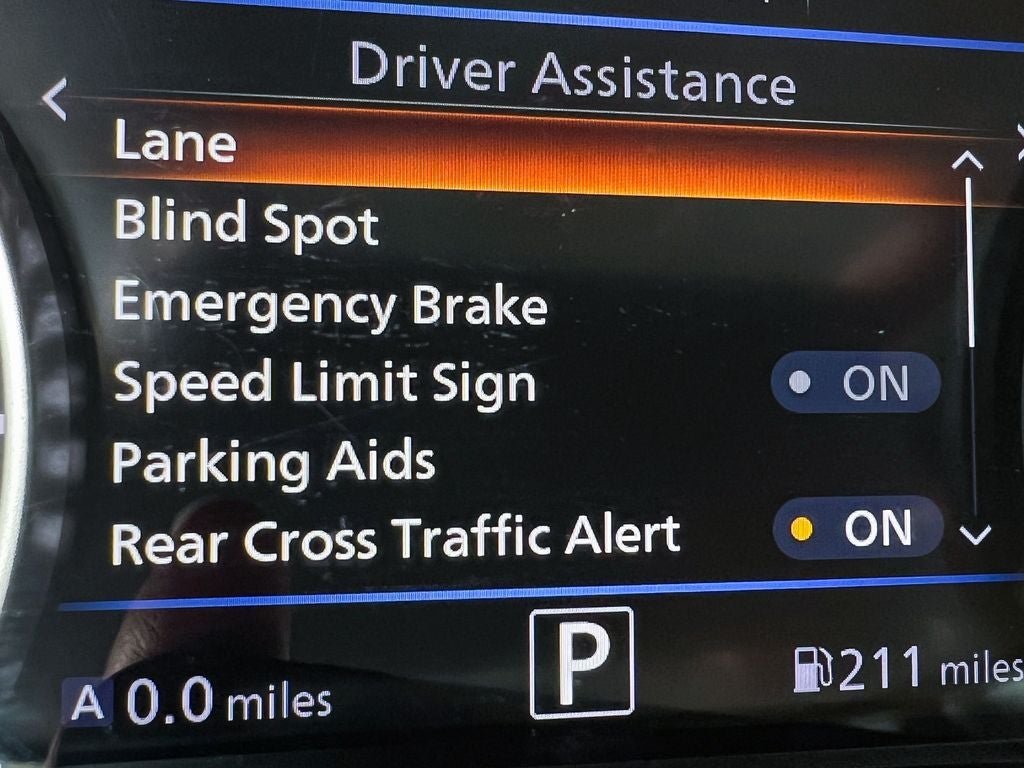 Driver Assistance
Lane
Blind Spot
Emergency Brake
Speed Limit Sign ON
Parking Aids
Rear Cross Traffic Alert ON
A 0.0 miles P 211 miles